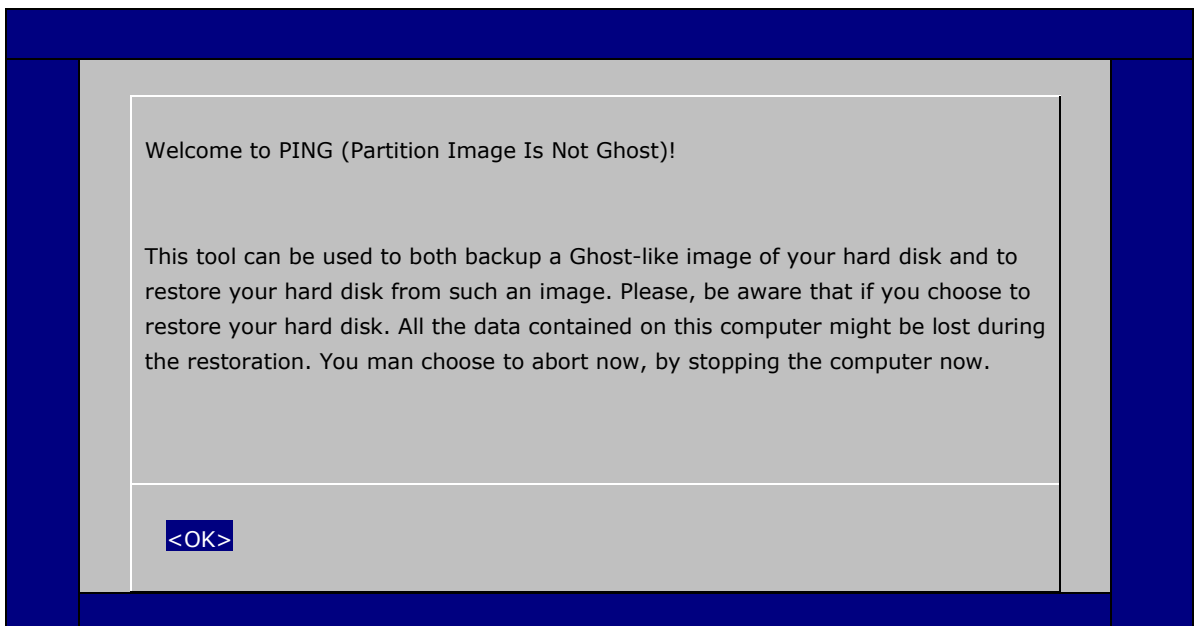 Welcome to PING (Partition Image Is Not Ghost)!
This tool can be used to both backup a Ghost-like image of your hard disk and to
restore your hard disk from such an image. Please, be aware that if you choose to
restore your hard disk. All the data contained on this computer might be lost during
the restoration. You man choose to abort now, by stopping the computer now.
<OK>